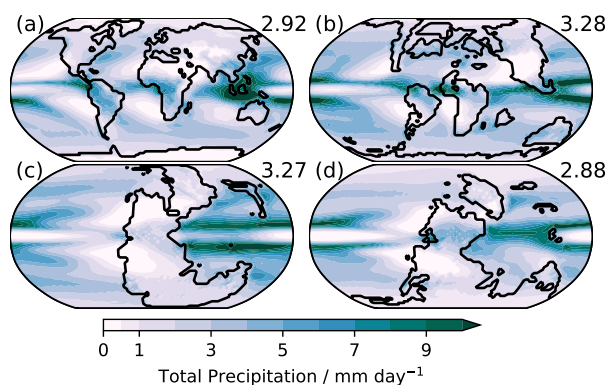 (a) 2.92 (b) 3.28
(c) 3.27 (d) 2.88
0 1 3 5 7 9
Total Precipitation / mm day⁻¹